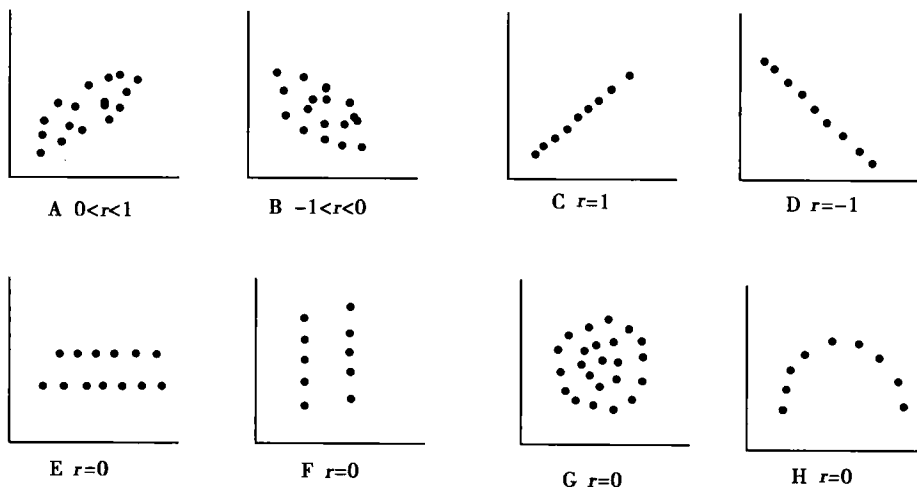 A 0<r<1
B -1<r<0
C r=1
D r=-1
E r=0
F r=0
G r=0
H r=0